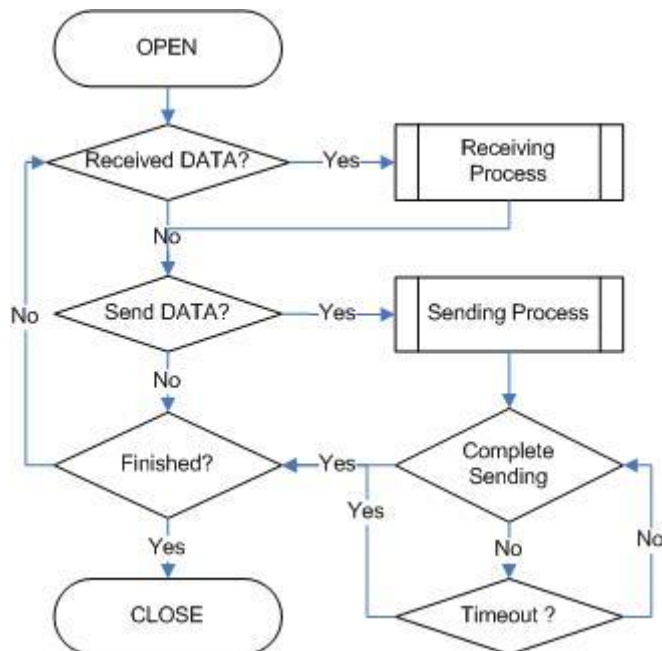 OPEN
Received DATA?
Yes
Receiving
Process
No
Send DATA?
Yes
Sending Process
No
No
Finished?
Yes
Complete
Sending
Yes
No
No
Yes
CLOSE
Timeout ?